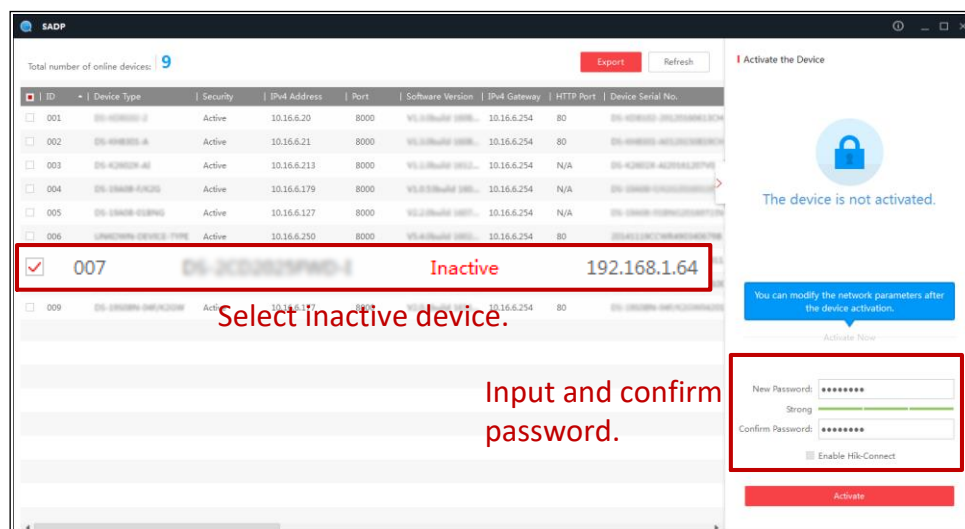 SADP
Total number of online devices: 9
Export
Refresh
ID | Device Type | Security | IPv4 Address | Port | Software Version | IPv4 Gateway | HTTP Port | Device Serial No.
001 Active 10.16.6.20 8000 10.16.6.254 80
002 Active 10.16.6.21 8000 10.16.6.254 80
003 Active 10.16.6.213 8000 10.16.6.254 N/A
004 Active 10.16.6.179 8000 10.16.6.254 N/A
005 Active 10.16.6.127 8000 10.16.6.254 N/A
006 Active 10.16.6.250 8000 10.16.6.254 80
007 Inactive 192.168.1.64
009 10.16.6.254 80
Select inactive device.
Input and confirm
password.
Activate the Device
The device is not activated.
You can modify the network parameters after
the device activation.
Activate Now
New Password: ●●●●●●●●
Strong
Confirm Password: ●●●●●●●●
Enable Hik-Connect
Activate